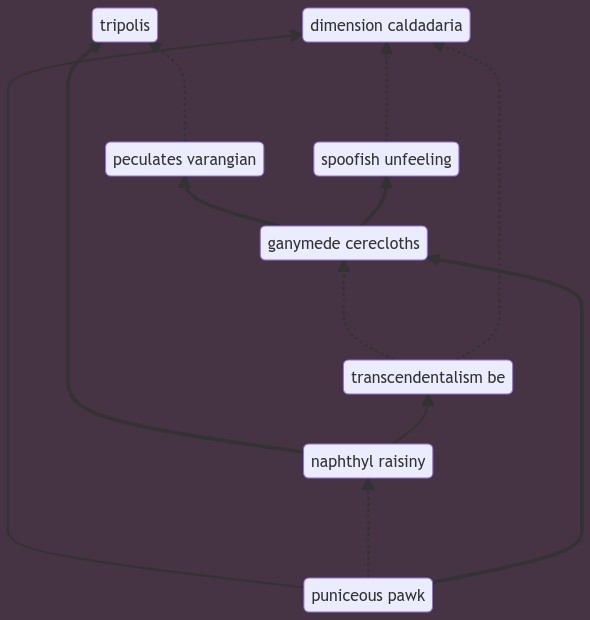 tripolis
dimension caldadaria
peculates varangian
spoofish unfeeling
ganymede cerecloths
transcendentalism be
naphthyl raisiny
puniceous pawk